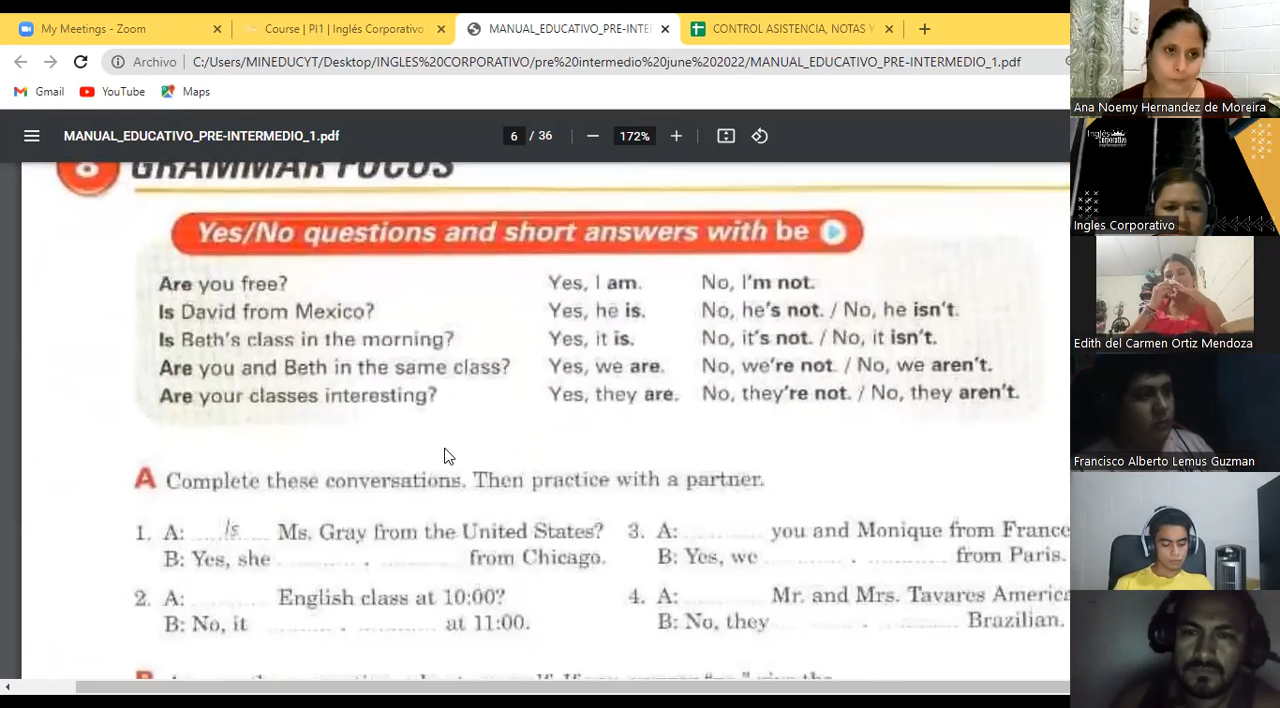 My Meetings - Zoom
Course | PI1 | Inglés Corporativo
MANUAL_EDUCATIVO_PRE-INTE
CONTROL ASISTENCIA, NOTAS Y
Archivo
C:/Users/MINEDUCYT/Desktop/INGLES%20CORPORATIVO/pre%20intermedio%20june%202022/MANUAL_EDUCATIVO_PRE-INTERMEDIO_1.pdf
Gmail
YouTube
Maps
MANUAL_EDUCATIVO_PRE-INTERMEDIO_1.pdf
6 / 36
172%
8 GRAMMAR FOCUS
Yes/No questions and short answers with be
Are you free? Yes, I am. No, I'm not.
Is David from Mexico? Yes, he is. No, he's not. / No, he isn't.
Is Beth's class in the morning? Yes, it is. No, it's not. / No, it isn't.
Are you and Beth in the same class? Yes, we are. No, we're not. / No, we aren't.
Are your classes interesting? Yes, they are. No, they're not. / No, they aren't.
A Complete these conversations. Then practice with a partner.
1. A: Is Ms. Gray from the United States?
B: Yes, she . from Chicago.
2. A: English class at 10:00?
B: No, it . at 11:00.
3. A: you and Monique from France
B: Yes, we . from Paris.
4. A: Mr. and Mrs. Tavares America
B: No, they . Brazilian.
Ana Noemy Hernandez de Moreira
Inglés Corporativo
Ingles Corporativo
Edith del Carmen Ortiz Mendoza
Francisco Alberto Lemus Guzman